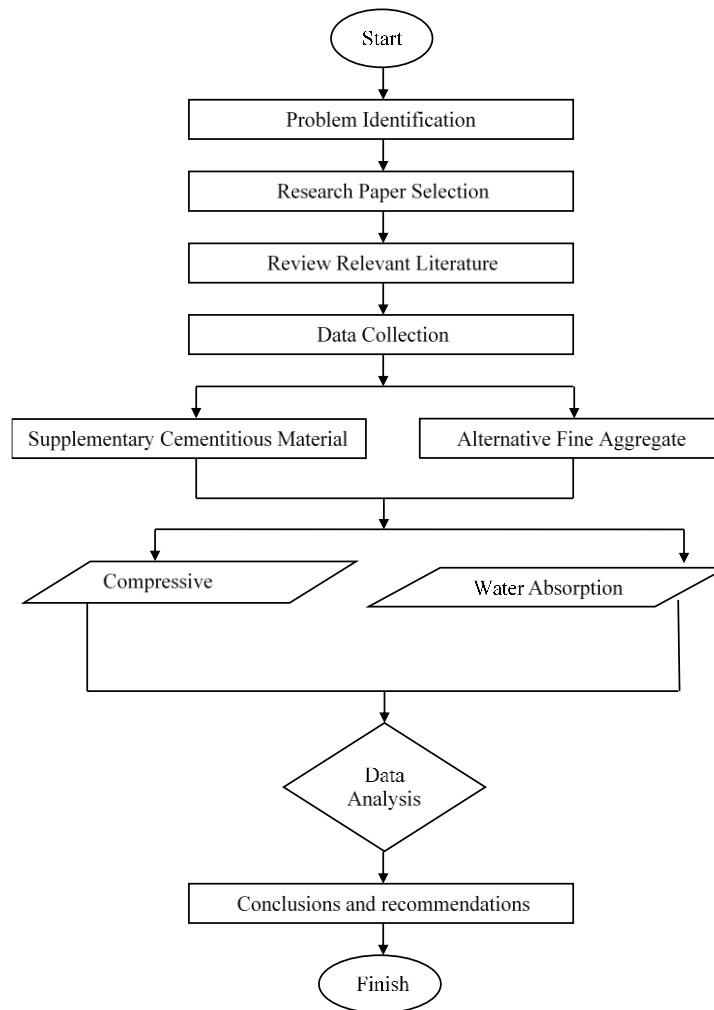 Start
Problem Identification
Research Paper Selection
Review Relevant Literature
Data Collection
Supplementary Cementitious Material
Alternative Fine Aggregate
Compressive
Water Absorption
Data
Analysis
Conclusions and recommendations
Finish